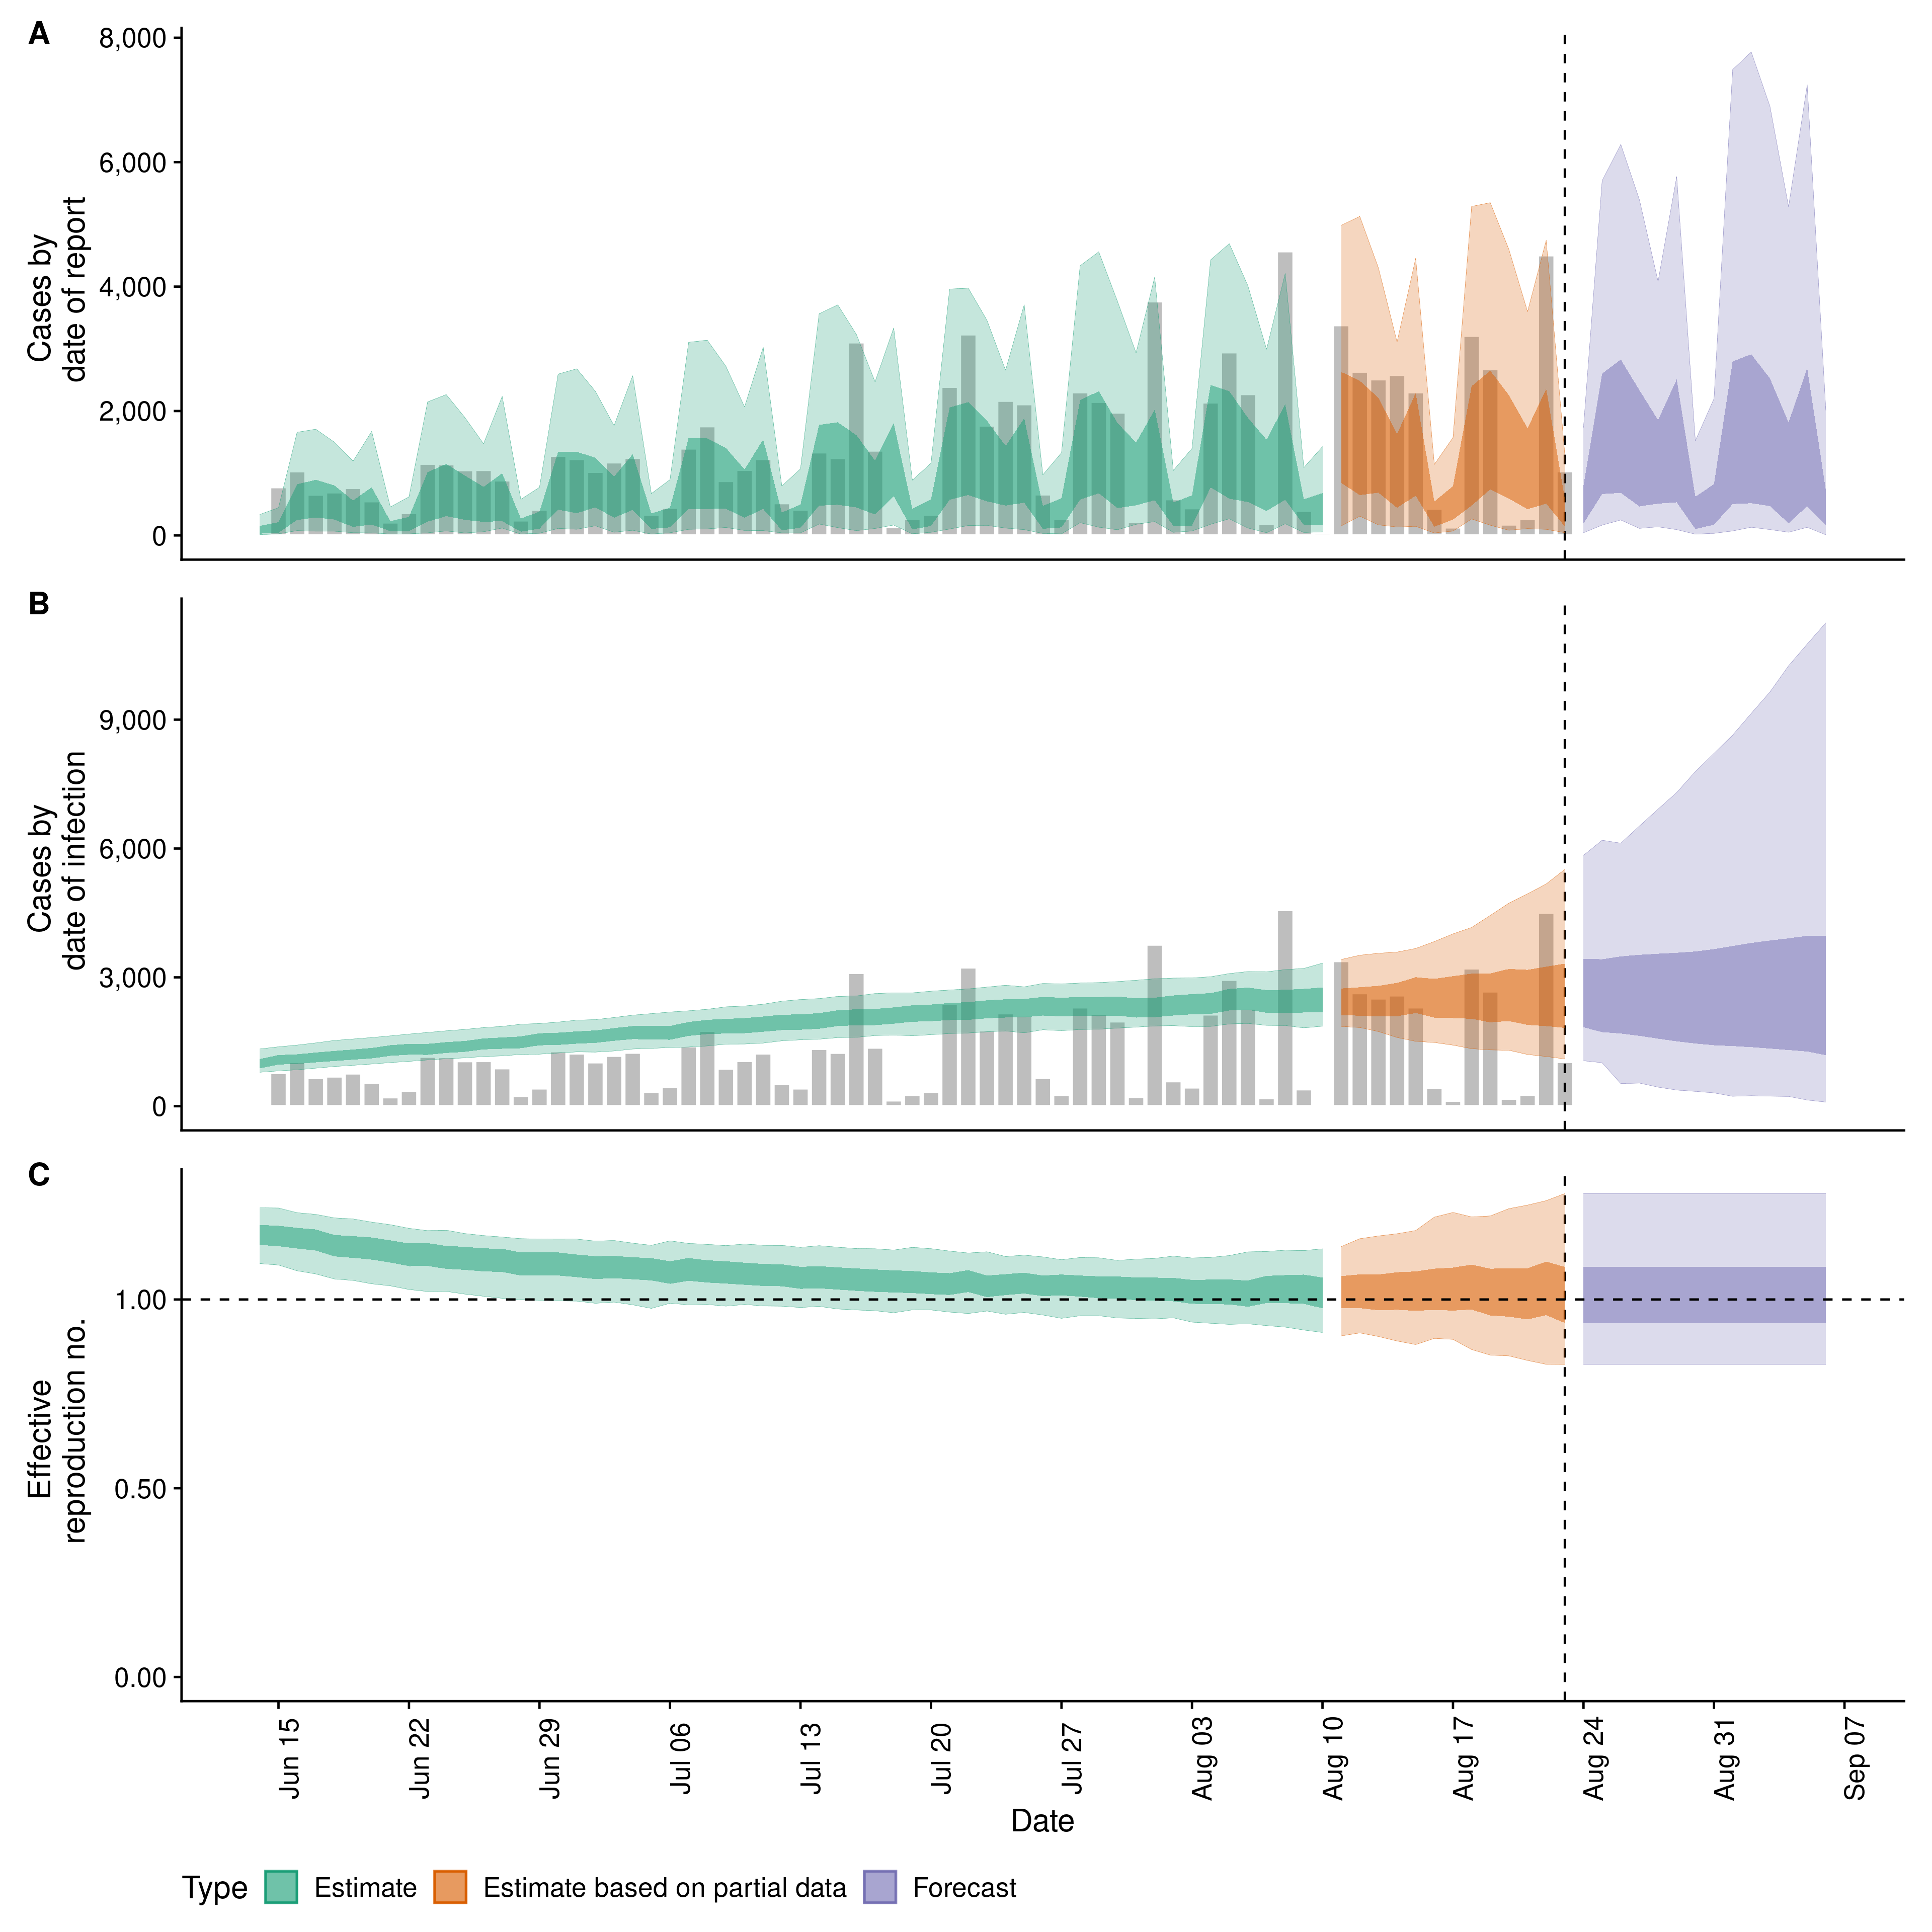 A
Cases by
date of report
8,000
6,000
4,000
2,000
0
B
Cases by
date of infection
9,000
6,000
3,000
0
C
Effective
reproduction no.
1.00
0.50
0.00
Jun 15
Jun 22
Jun 29
Jul 06
Jul 13
Jul 20
Jul 27
Aug 03
Aug 10
Aug 17
Aug 24
Aug 31
Sep 07
Date
Type Estimate Estimate based on partial data Forecast